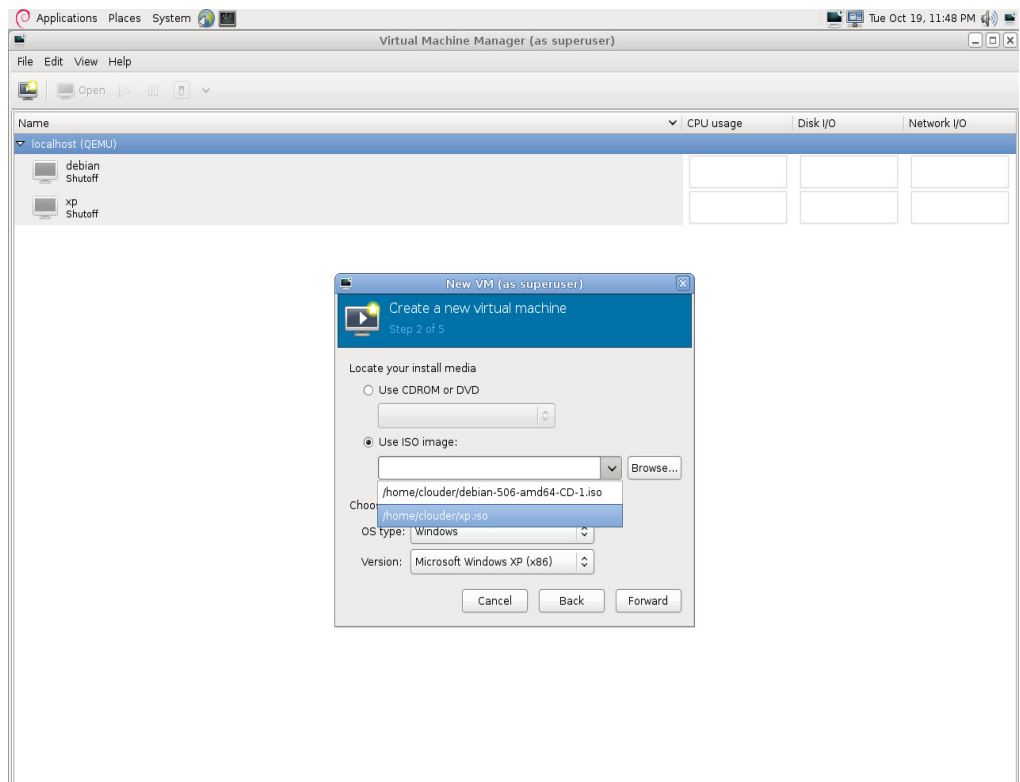 Applications Places System Tue Oct 19, 11:48 PM
Virtual Machine Manager (as superuser)
File Edit View Help
Open
Name CPU usage Disk I/O Network I/O
localhost (QEMU)
debian
Shutoff
xp
Shutoff
New VM (as superuser)
Create a new virtual machine
Step 2 of 5
Locate your install media
Use CDROM or DVD
Use ISO image:
Browse...
/home/clouder/debian-506-amd64-CD-1.iso
Choo
/home/clouder/xp.iso
OS type: Windows
Version: Microsoft Windows XP (x86)
Cancel Back Forward